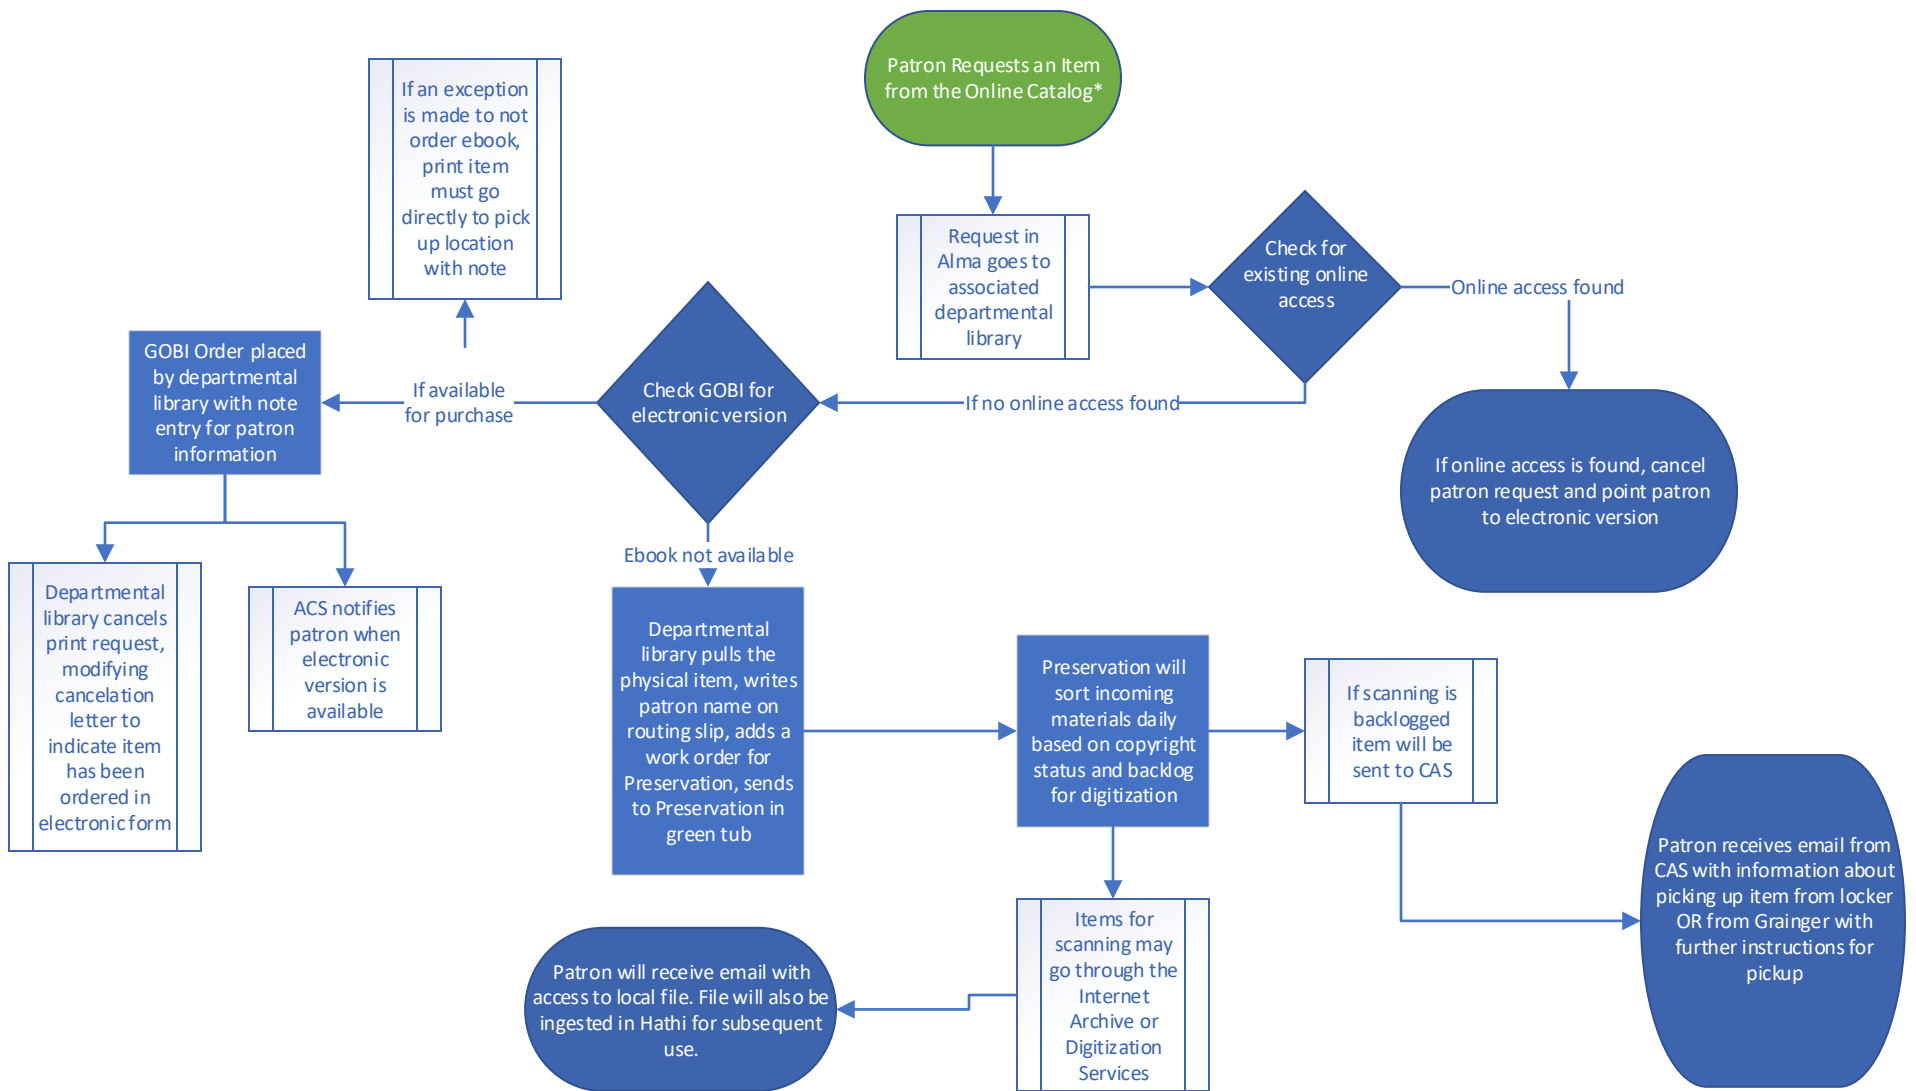 Patron Requests an Item
from the Online Catalog*
If an exception
is made to not
order ebook,
print item
must go
directly to pick
up location
with note
Request in
Alma goes to
associated
departmental
library
Check for
existing online
access
Online access found
If online access is found, cancel
patron request and point patron
to electronic version
If no online access found
Check GOBI for
electronic version
If available
for purchase
GOBI Order placed
by departmental
library with note
entry for patron
information
Departmental
library cancels
print request,
modifying
cancelation
letter to
indicate item
has been
ordered in
electronic form
ACS notifies
patron when
electronic
version is
available
Ebook not available
Departmental
library pulls the
physical item, writes
patron name on
routing slip, adds a
work order for
Preservation, sends
to Preservation in
green tub
Preservation will
sort incoming
materials daily
based on copyright
status and backlog
for digitization
If scanning is
backlogged
item will be
sent to CAS
Patron receives email from
CAS with information about
picking up item from locker
OR from Grainger with
further instructions for
pickup
Items for
scanning may
go through the
Internet
Archive or
Digitization
Services
Patron will receive email with
access to local file. File will also be
ingested in Hathi for subsequent
use.